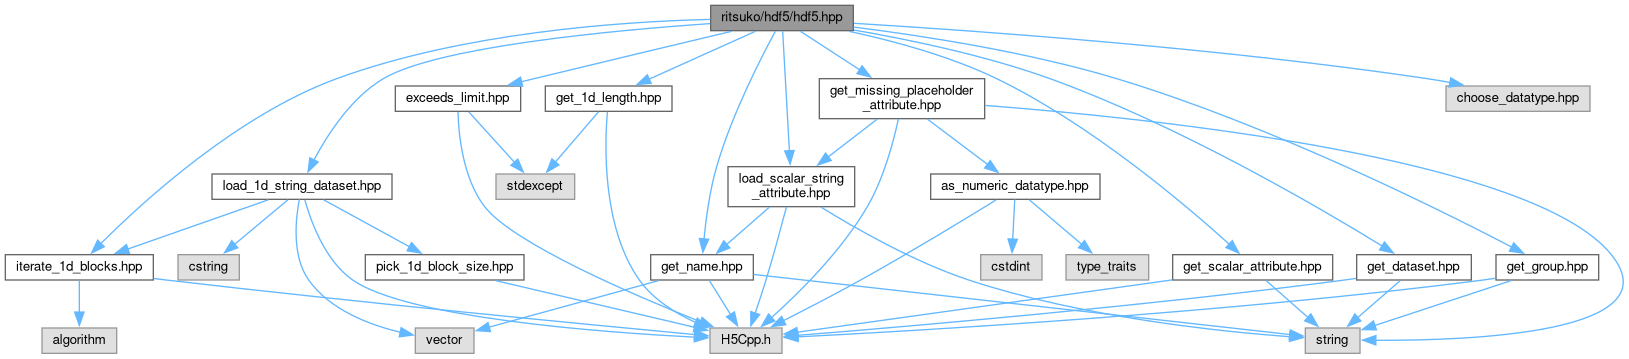 ritsuko/hdf5/hdf5.hpp
exceeds_limit.hpp
get_1d_length.hpp
get_missing_placeholder
_attribute.hpp
choose_datatype.hpp
load_1d_string_dataset.hpp
stdexcept
load_scalar_string
_attribute.hpp
as_numeric_datatype.hpp
iterate_1d_blocks.hpp
cstring
pick_1d_block_size.hpp
get_name.hpp
cstdint
type_traits
get_scalar_attribute.hpp
get_dataset.hpp
get_group.hpp
algorithm
vector
H5Cpp.h
string